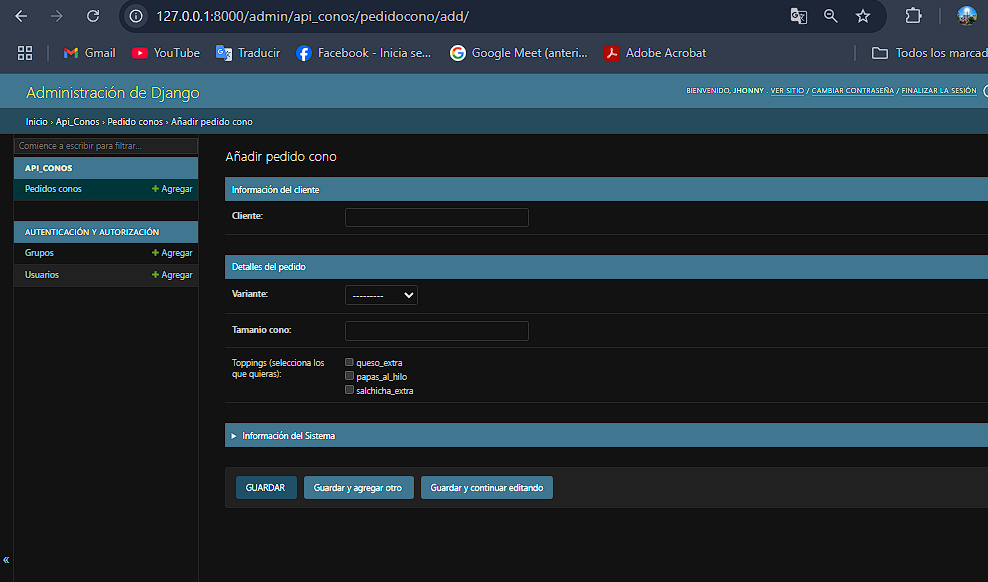 127.0.0.1:8000/admin/api_conos/pedidocono/add/
Gmail YouTube Traducir Facebook - Inicia se... Google Meet (anteri... Adobe Acrobat Todos los marcad
Administración de Django
BIENVENIDO, JHONNY . VER SITIO / CAMBIAR CONTRASEÑA / FINALIZAR LA SESIÓN
Inicio › Api_Conos › Pedido conos › Añadir pedido cono
Comience a escribir para filtrar...
API_CONOS
Pedidos conos + Agregar
AUTENTICACIÓN Y AUTORIZACIÓN
Grupos + Agregar
Usuarios + Agregar
«
Añadir pedido cono
Información del cliente
Cliente:
Detalles del pedido
Variante: ---------
Tamanio cono:
Toppings (selecciona los
que quieras):
queso_extra
papas_al_hilo
salchicha_extra
Información del Sistema
GUARDAR Guardar y agregar otro Guardar y continuar editando